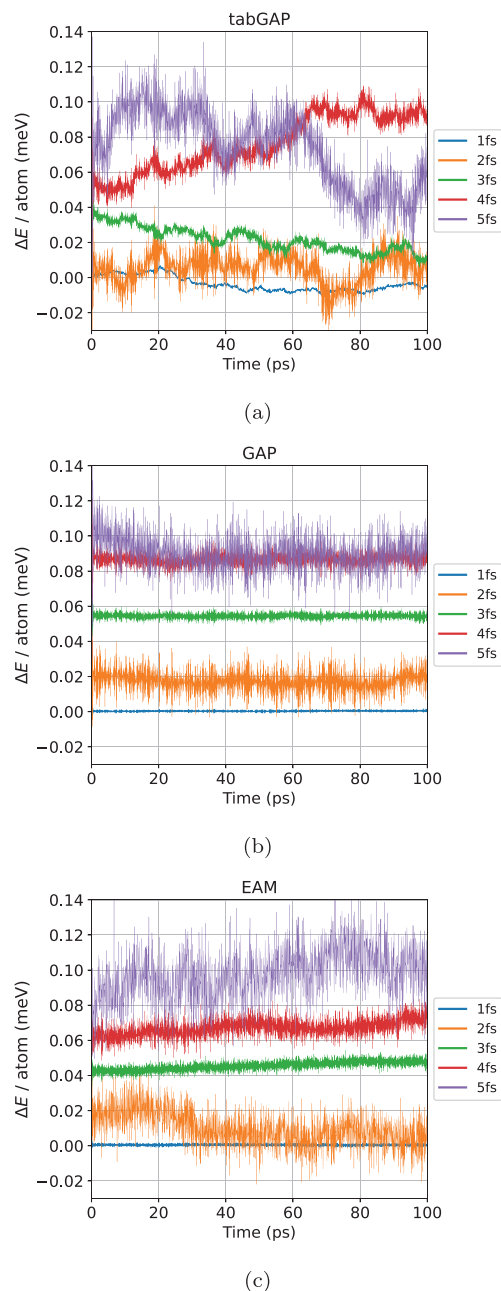 tabGAP
0.14
0.12
0.10
0.08
0.06
0.04
0.02
0.00
−0.02
ΔE / atom (meV)
0 20 40 60 80 100
Time (ps)
1fs
2fs
3fs
4fs
5fs
(a)
GAP
0.14
0.12
0.10
0.08
0.06
0.04
0.02
0.00
−0.02
ΔE / atom (meV)
0 20 40 60 80 100
Time (ps)
1fs
2fs
3fs
4fs
5fs
(b)
EAM
0.14
0.12
0.10
0.08
0.06
0.04
0.02
0.00
−0.02
ΔE / atom (meV)
0 20 40 60 80 100
Time (ps)
1fs
2fs
3fs
4fs
5fs
(c)